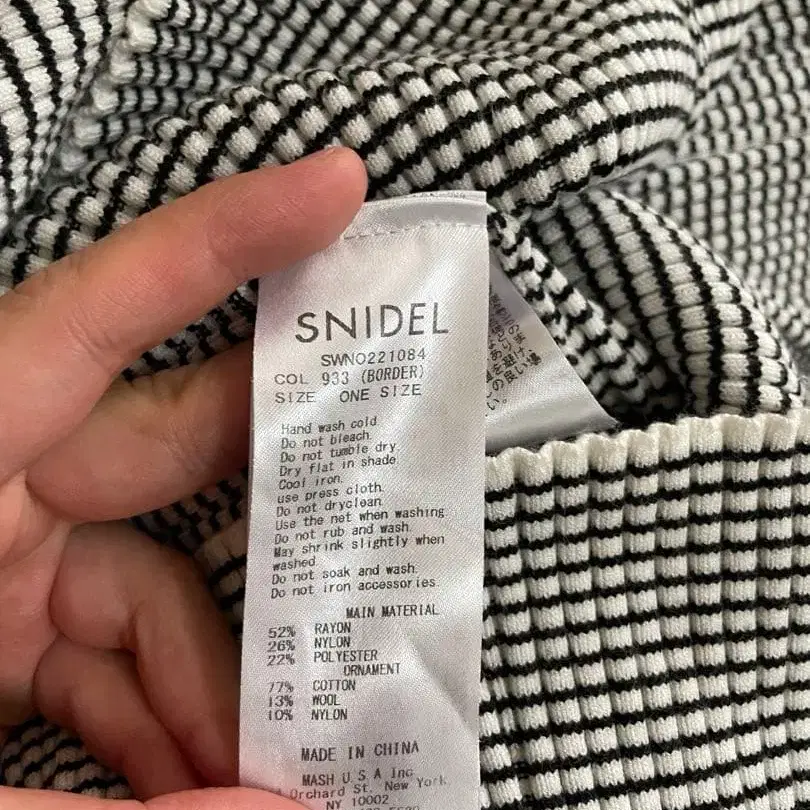 SNIDEL
SWNO221084
COL 933 (BORDER)
SIZE ONE SIZE
Hand wash cold
Do not bleach.
Do not tumble dry
Dry flat in shade
Cool iron.
use press cloth.
Do not dryclean.
Use the net when washing
Do not rub and wash.
May shrink slightly when
washed
Do not soak and wash.
Do not iron accessories
MAIN MATERIAL
52% RAYON
26% NYLON
22% POLYESTER
ORNAMENT
77% COTTON
13% WOOL
10% NYLON
MADE IN CHINA
MASH U.S.A Inc
Orchard St. New York,
NY 10002